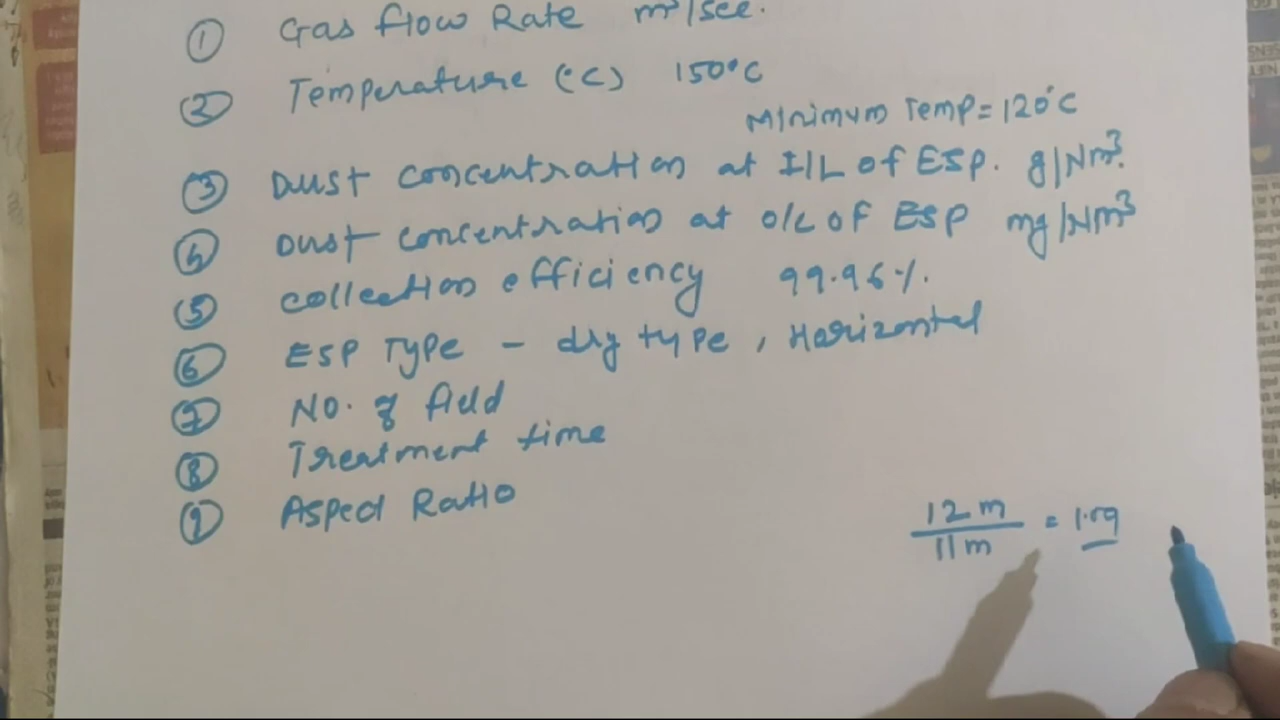 ① Gas flow Rate m³/sec.
② Temperature (°C) 150°C
Minimum Temp = 120°C
③ Dust concentration at I/L of ESP. g/Nm³.
④ Dust concentration at O/L OF ESP mg/Nm³
⑤ collection efficiency 99.96%.
⑥ ESP Type - dry type, Horizontal
⑦ No. of field
⑧ Treatment time
⑨ Aspect Ratio
12m
11m = 1.09